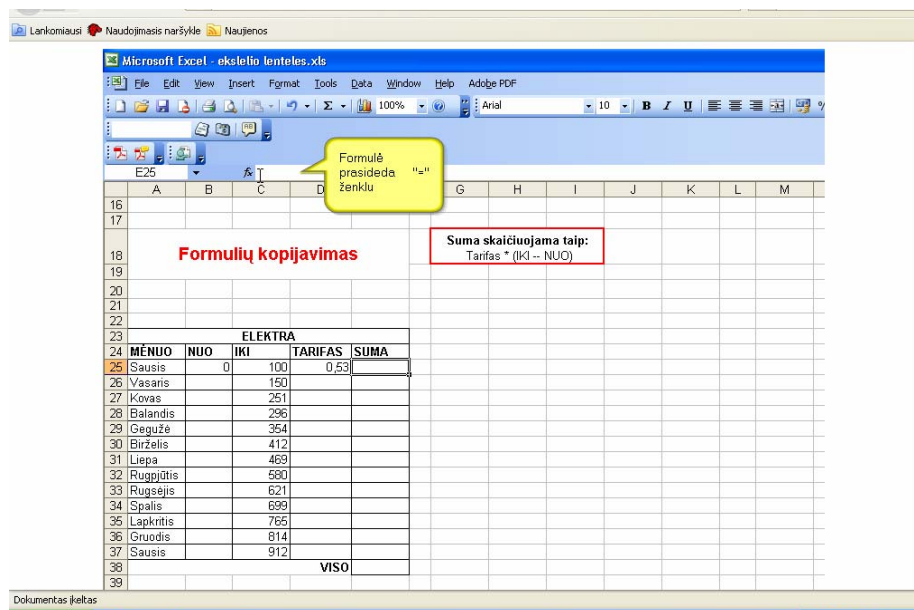 Lankomiausi Naudojimasis naršykle Naujienos
Microsoft Excel - ekslelio lenteles.xls
File Edit View Insert Format Tools Data Window Help Adobe PDF
Σ 100% Arial 10 B I U
E25 fx
Formulė
prasideda "="
ženklu
A B C D G H I J K L M
16
17
18 Formulių kopijavimas Suma skaičiuojama taip:
Tarifas * (IKI -- NUO)
19
20
21
22
23 ELEKTRA
24 MĖNUO NUO IKI TARIFAS SUMA
25 Sausis 0 100 0,53
26 Vasaris 150
27 Kovas 251
28 Balandis 296
29 Gegužė 354
30 Birželis 412
31 Liepa 469
32 Rugpjūtis 580
33 Rugsėjis 621
34 Spalis 699
35 Lapkritis 765
36 Gruodis 814
37 Sausis 912
38 VISO
39
Dokumentas įkeltas